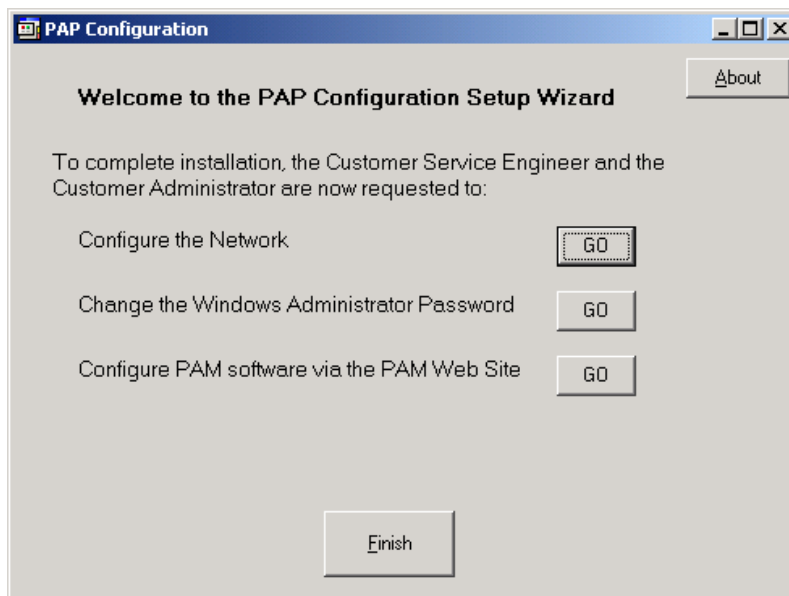 PAP Configuration
About
Welcome to the PAP Configuration Setup Wizard
To complete installation, the Customer Service Engineer and the
Customer Administrator are now requested to:
Configure the Network
GO
Change the Windows Administrator Password
GO
Configure PAM software via the PAM Web Site
GO
Finish